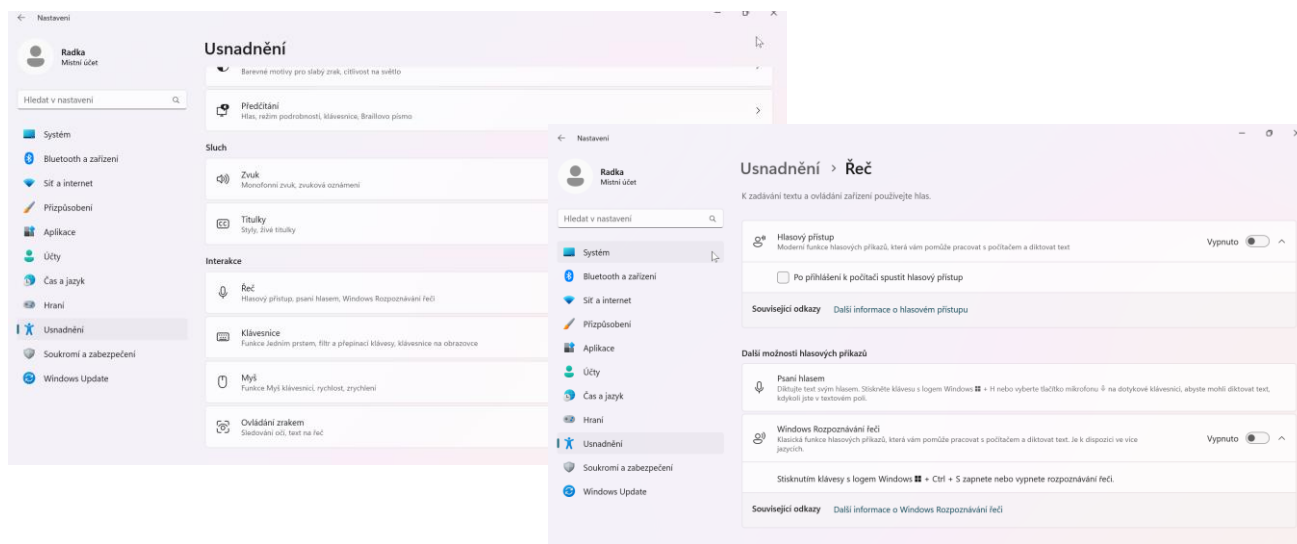 Nastavení
Radka
Místní účet
Hledat v nastavení
Systém
Bluetooth a zařízení
Síť a internet
Přizpůsobení
Aplikace
Účty
Čas a jazyk
Hraní
Usnadnění
Soukromí a zabezpečení
Windows Update
Usnadnění
Barevné motivy pro slabý zrak, citlivost na světlo
Předčítání
Hlas, režim podrobností, klávesnice, Braillovo písmo
Sluch
Zvuk
Monofonní zvuk, zvuková oznámení
CC
Titulky
Styly, živé titulky
Interakce
Řeč
Hlasový přístup, psaní hlasem, Windows Rozpoznávání řeči
Klávesnice
Funkce Jedním prstem, filtr a přepínací klávesy, klávesnice na obrazovce
Myš
Funkce Myš klávesnicí, rychlost, zrychlení
Ovládání zrakem
Sledování očí, text na řeč
Nastavení
Radka
Místní účet
Hledat v nastavení
Systém
Bluetooth a zařízení
Síť a internet
Přizpůsobení
Aplikace
Účty
Čas a jazyk
Hraní
Usnadnění
Soukromí a zabezpečení
Windows Update
Usnadnění > Řeč
K zadávání textu a ovládání zařízení používejte hlas.
Hlasový přístup
Moderní funkce hlasových příkazů, která vám pomůže pracovat s počítačem a diktovat text
Vypnuto
Po přihlášení k počítači spustit hlasový přístup
Související odkazy Další informace o hlasovém přístupu
Další možnosti hlasových příkazů
Psaní hlasem
Diktujte text svým hlasem. Stiskněte klávesu s logem Windows + H nebo vyberte tlačítko mikrofonu na dotykové klávesnici, abyste mohli diktovat text,
kdykoli jste v textovém poli.
Windows Rozpoznávání řeči
Klasická funkce hlasových příkazů, která vám pomůže pracovat s počítačem a diktovat text. Je k dispozici ve více
jazycích.
Vypnuto
Stisknutím klávesy s logem Windows + Ctrl + S zapnete nebo vypnete rozpoznávání řeči.
Související odkazy Další informace o Windows Rozpoznávání řeči